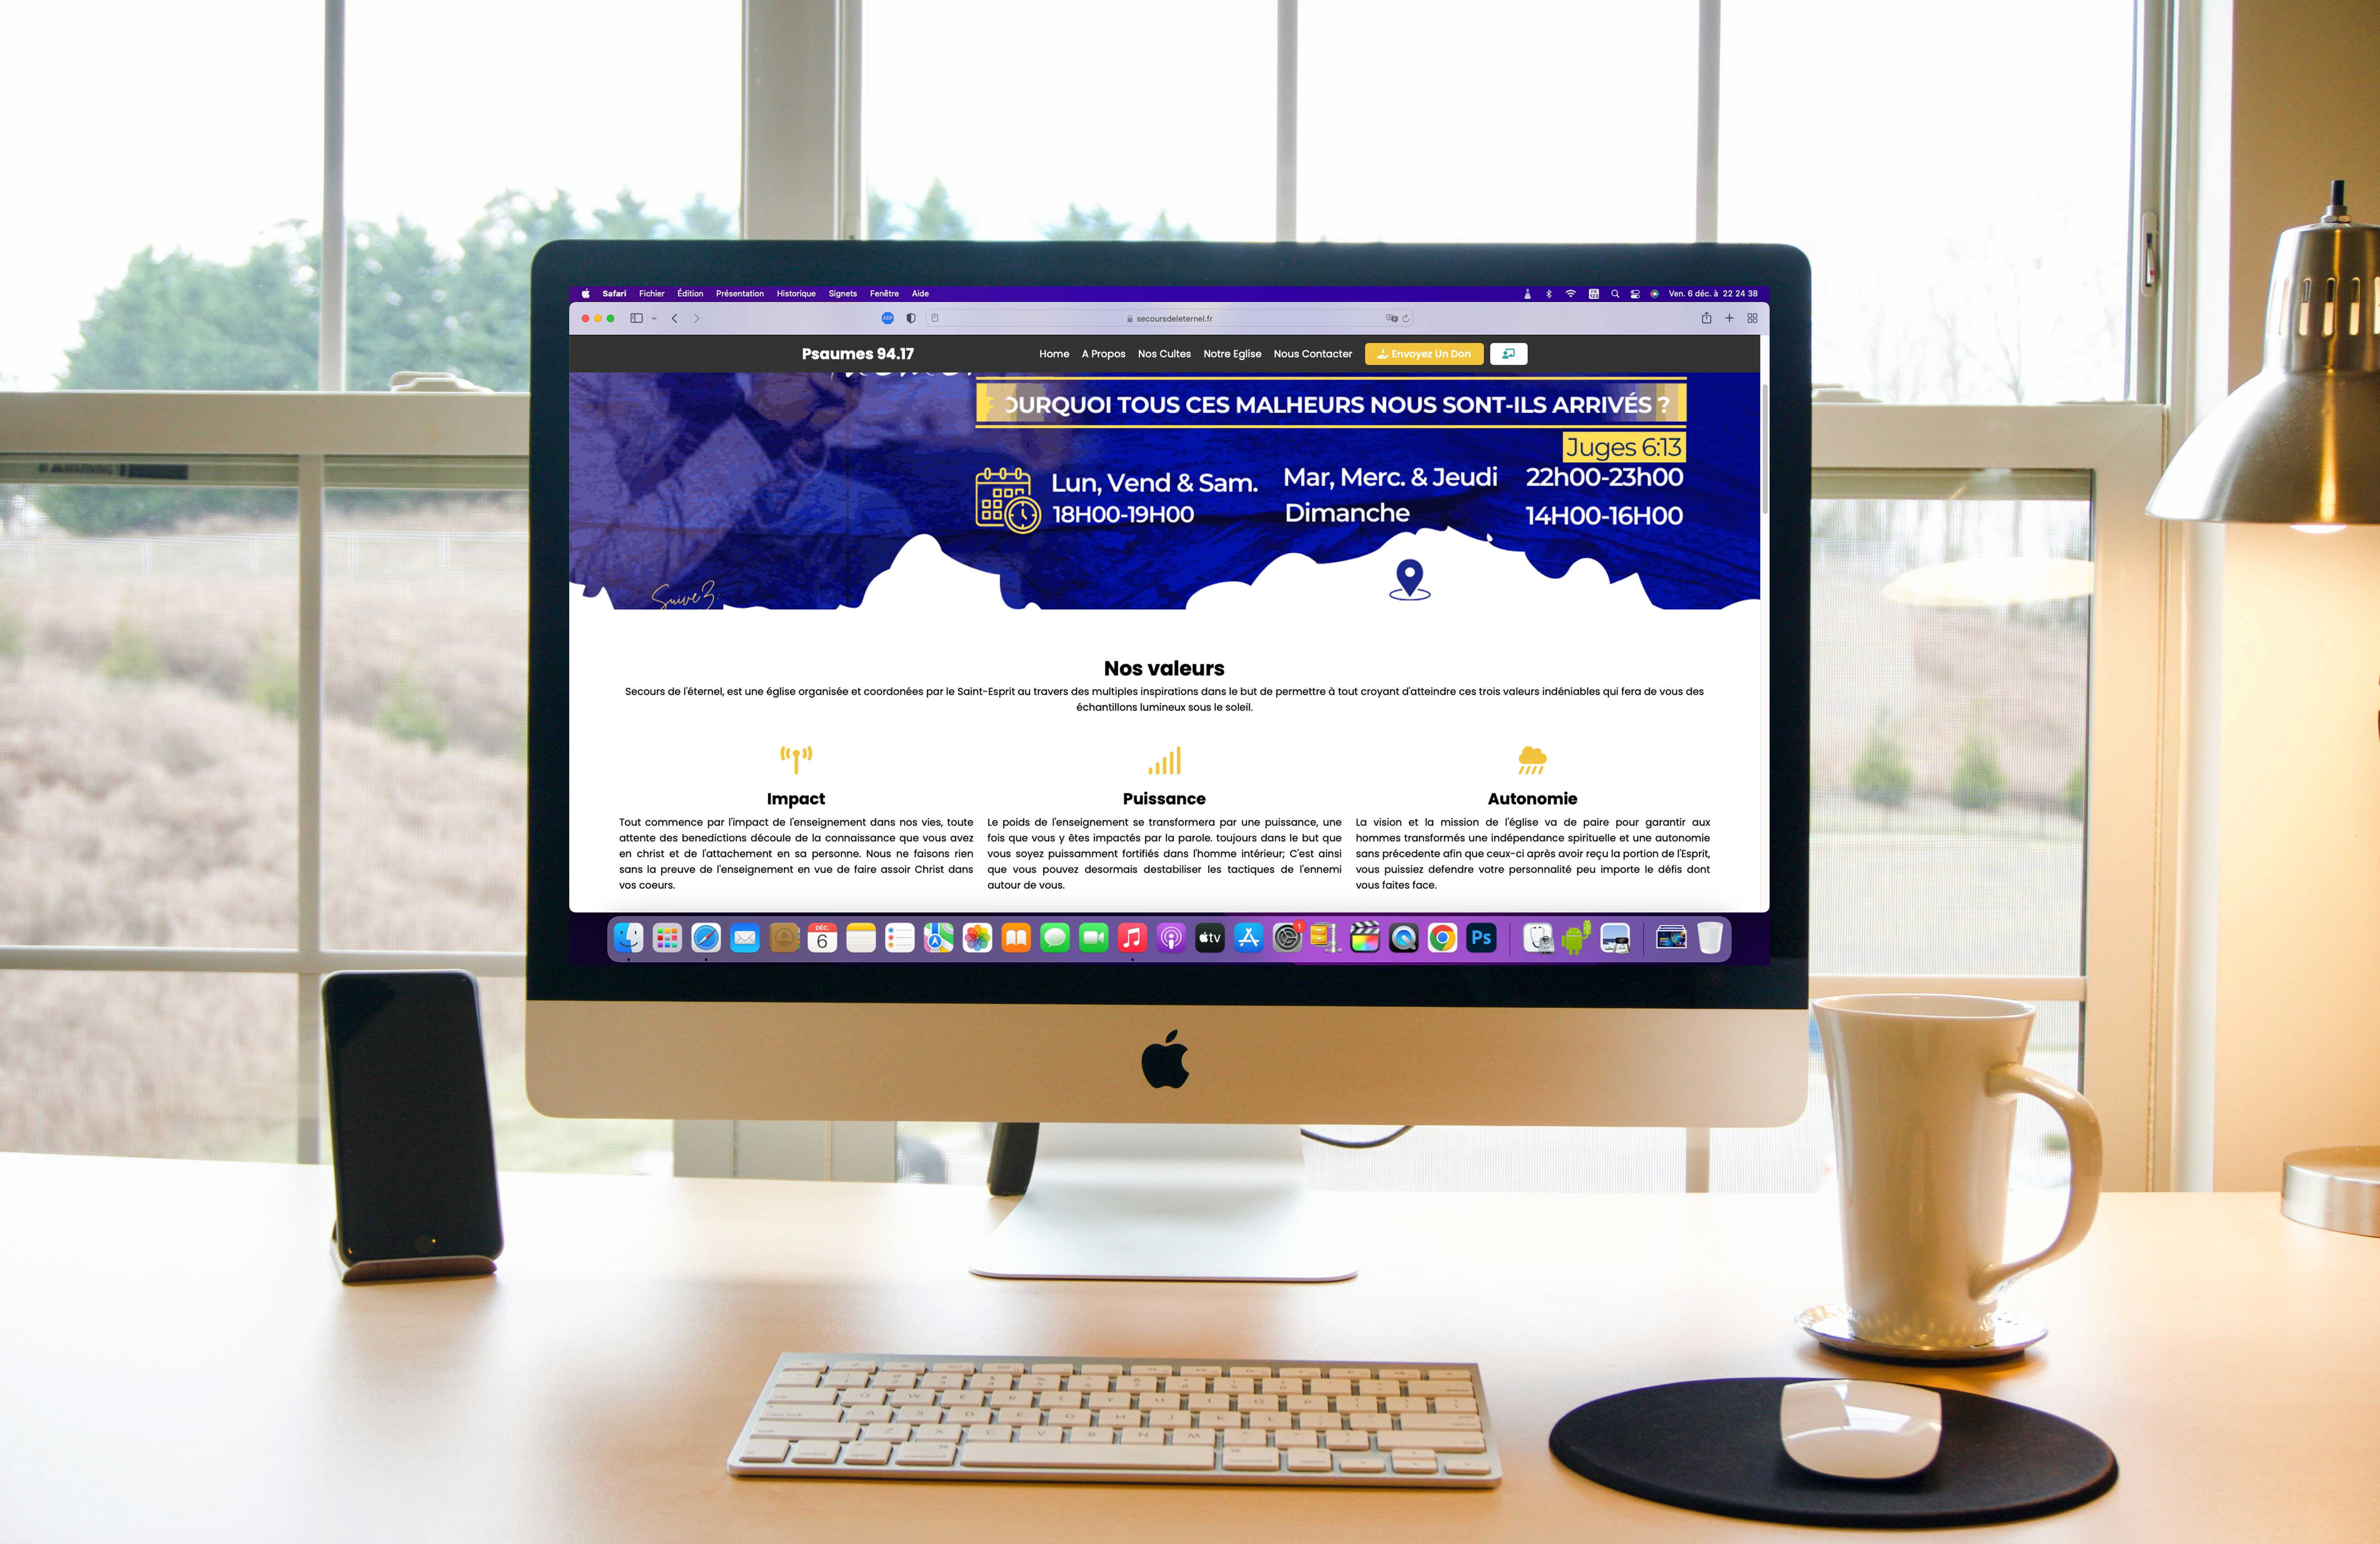 Safari Fichier Édition Présentation Historique Signets Fenêtre Aide
Ven. 6 déc. à 22 24 38
ABP
secoursdeleternel.fr
Psaumes 94.17
Home A Propos Nos Cultes Notre Eglise Nous Contacter Envoyez Un Don
OURQUOI TOUS CES MALHEURS NOUS SONT-ILS ARRIVÉS ?
Juges 6:13
Lun, Vend & Sam. Mar, Merc. & Jeudi 22h00-23h00
18H00-19H00 Dimanche 14H00-16H00
Suivez
Nos valeurs
Secours de l'éternel, est une église organisée et coordonées par le Saint-Esprit au travers des multiples inspirations dans le but de permettre à tout croyant d'atteindre ces trois valeurs indéniables qui fera de vous des
échantillons lumineux sous le soleil.
Impact
Tout commence par l'impact de l'enseignement dans nos vies, toute
attente des benedictions découle de la connaissance que vous avez
en christ et de l'attachement en sa personne. Nous ne faisons rien
sans la preuve de l'enseignement en vue de faire assoir Christ dans
vos coeurs.
Puissance
Le poids de l'enseignement se transformera par une puissance, une
fois que vous y êtes impactés par la parole. toujours dans le but que
vous soyez puissamment fortifiés dans l'homme intérieur; C'est ainsi
que vous pouvez desormais destabiliser les tactiques de l'ennemi
autour de vous.
Autonomie
La vision et la mission de l'église va de paire pour garantir aux
hommes transformés une indépendance spirituelle et une autonomie
sans précedente afin que ceux-ci après avoir reçu la portion de l'Esprit,
vous puissiez defendre votre personnalité peu importe le défis dont
vous faites face.
DÉC.
6
tv
1
Ps
WARNING
Q W E R T Y U I O P
A S D F G H J K L
Z X C V B N M